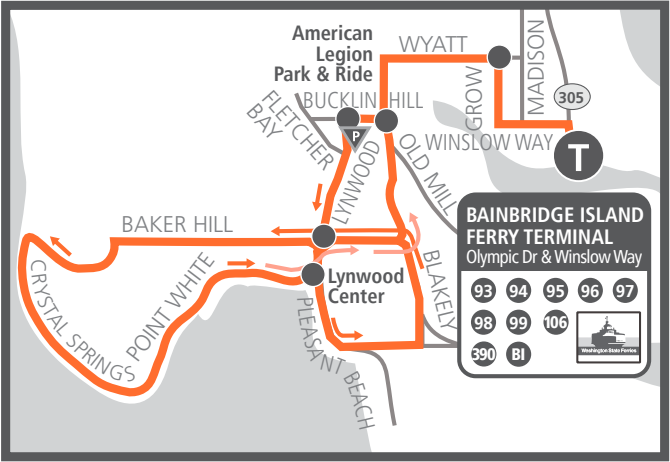 American
Legion
Park & Ride
WYATT
GROW
MADISON
305
BUCKLIN HILL
FLETCHER
BAY
P
WINSLOW WAY
T
LYNWOOD
OLD MILL
BAKER HILL
BAINBRIDGE ISLAND
FERRY TERMINAL
Olympic Dr & Winslow Way
93 94 95 96 97
98 99 106
390 BI
Washington State Ferries
CRYSTAL SPRINGS
POINT WHITE
Lynwood
Center
BLAKELY
PLEASANT BEACH